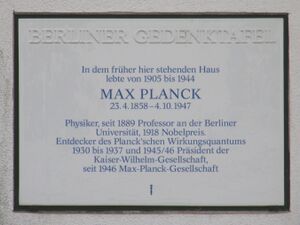 BERLINER GEDENKTAFEL
In dem früher hier stehenden Haus
lebte von 1905 bis 1944
MAX PLANCK
23.4.1858–4.10.1947
Physiker, seit 1889 Professor an der Berliner
Universität, 1918 Nobelpreis.
Entdecker des Planck'schen Wirkungsquantums
1930 bis 1937 und 1945/46 Präsident der
Kaiser-Wilhelm-Gesellschaft,
seit 1946 Max-Planck-Gesellschaft